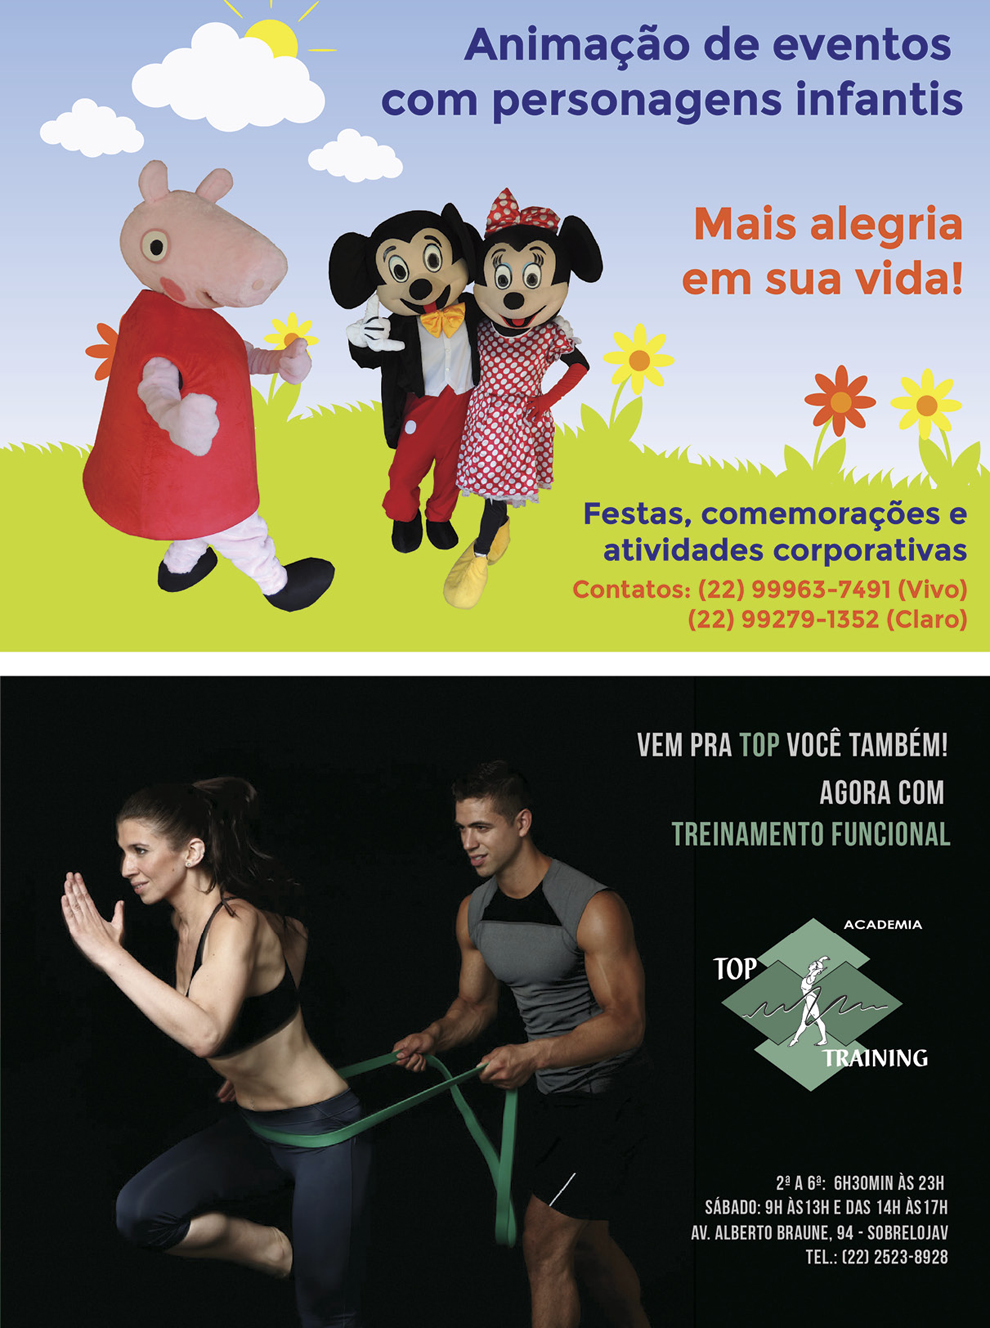 Animação de eventos
com personagens infantis
Mais alegria
em sua vida!
Festas, comemorações e
atividades corporativas
Contatos: (22) 99963-7491 (Vivo)
(22) 99279-1352 (Claro)
VEM PRA TOP VOCÊ TAMBÉM!
AGORA COM
TREINAMENTO FUNCIONAL
ACADEMIA
TOP
TRAINING
2ª A 6ª: 6H30MIN ÀS 23H
SÁBADO: 9H ÀS13H E DAS 14H ÀS17H
AV. ALBERTO BRAUNE, 94 - SOBRELOJAV
TEL.: (22) 2523-8928